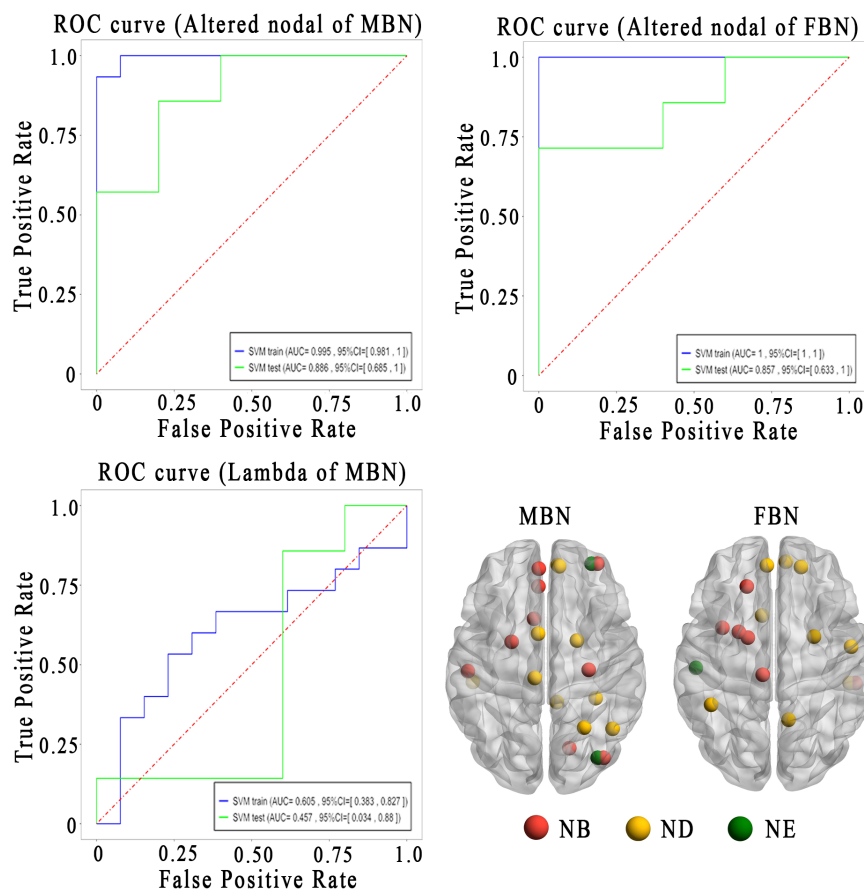 ROC curve (Altered nodal of MBN)
True Positive Rate
1.0
0.75
0.50
0.25
0
SVM train (AUC= 0.995 , 95%CI=[ 0.981 , 1 ])
SVM test (AUC= 0.886 , 95%CI=[ 0.685, 1 ])
0 0.25 0.50 0.75 1.0
False Positive Rate
ROC curve (Altered nodal of FBN)
True Positive Rate
1.0
0.75
0.50
0.25
0
SVM train (AUC= 1 , 95%CI=[ 1 , 1 ])
SVM test (AUC= 0.857 , 95%CI=[ 0.633 , 1 ])
0 0.25 0.50 0.75 1.0
False Positive Rate
ROC curve (Lambda of MBN)
True Positive Rate
1.0
0.75
0.50
0.25
0
SVM train (AUC= 0.605 , 95%CI=[ 0.383 , 0.827 ])
SVM test (AUC= 0.457 , 95%CI=[ 0.034 , 0.88 ])
0 0.25 0.50 0.75 1.0
False Positive Rate
MBN FBN
NB ND NE